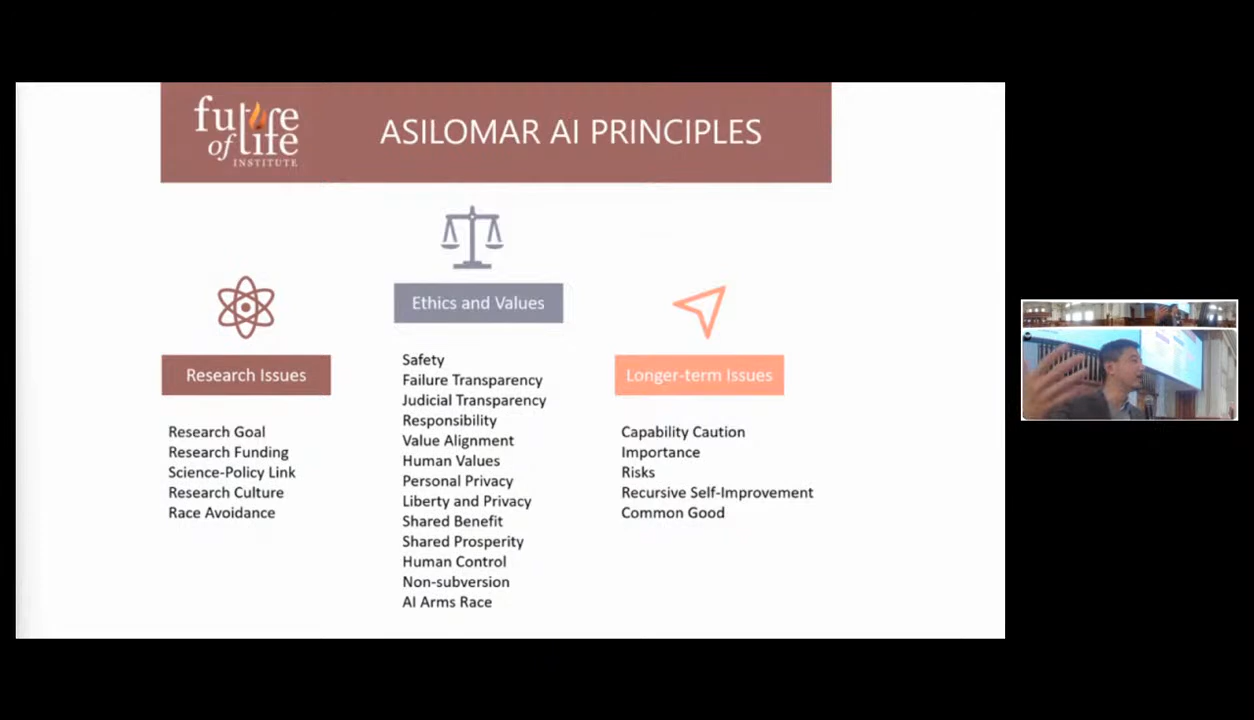 future
of life
INSTITUTE
ASILOMAR AI PRINCIPLES
Research Issues
Research Goal
Research Funding
Science-Policy Link
Research Culture
Race Avoidance
Ethics and Values
Safety
Failure Transparency
Judicial Transparency
Responsibility
Value Alignment
Human Values
Personal Privacy
Liberty and Privacy
Shared Benefit
Shared Prosperity
Human Control
Non-subversion
AI Arms Race
Longer-term Issues
Capability Caution
Importance
Risks
Recursive Self-Improvement
Common Good